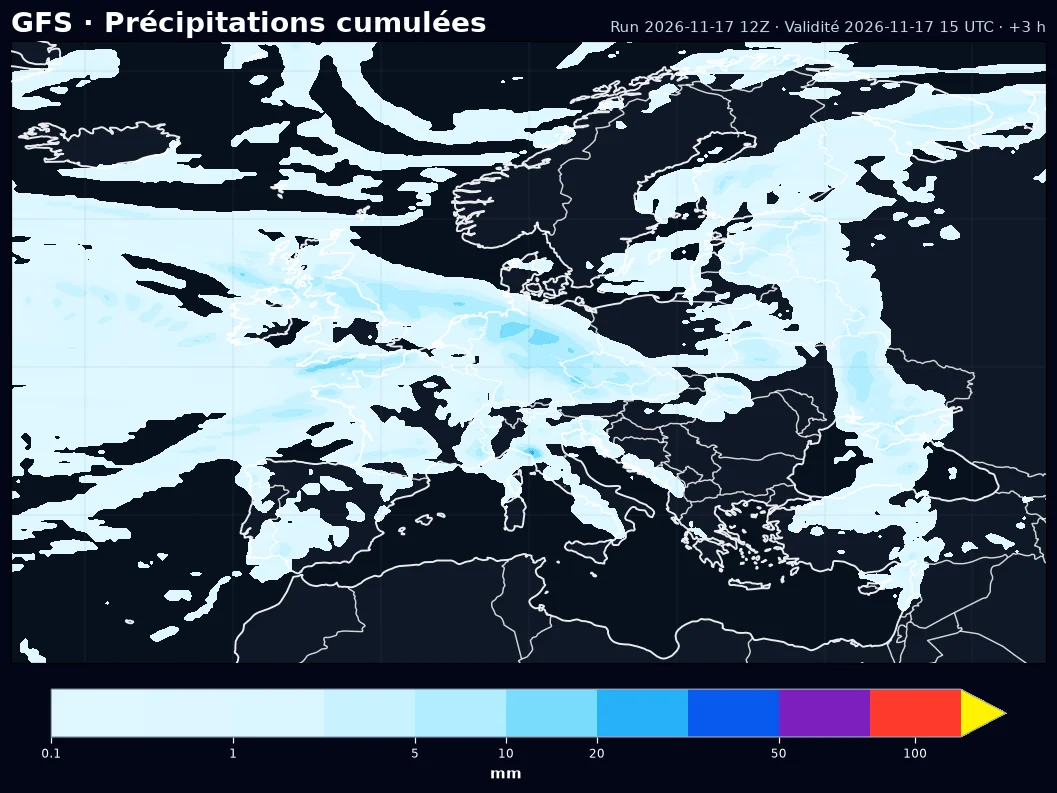 GFS · Précipitations cumulées
Run 2026-11-17 12Z · Validité 2026-11-17 15 UTC · +3 h
0.1 1 5 10 20 50 100
mm